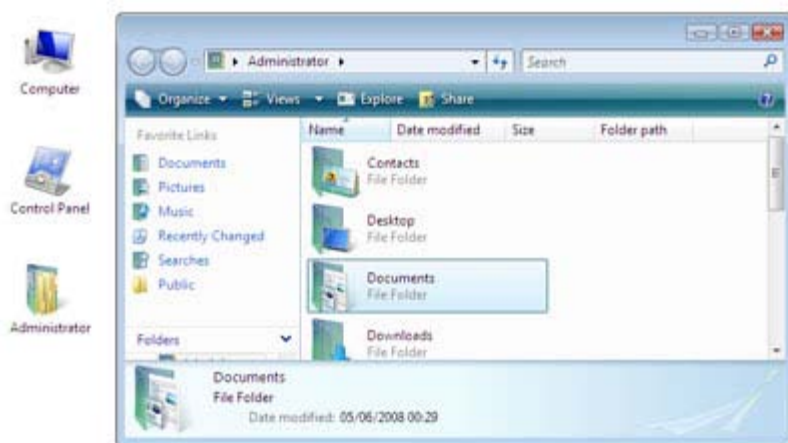 Computer
Control Panel
Administrator
Administrator
Search
Organize Views Explore Share
Favorite Links
Documents
Pictures
Music
Recently Changed
Searches
Public
Folders
Name Date modified Size Folder path
Contacts
File Folder
Desktop
File Folder
Documents
File Folder
Downloads
File Folder
Documents
File Folder
Date modified: 05/06/2008 00:29